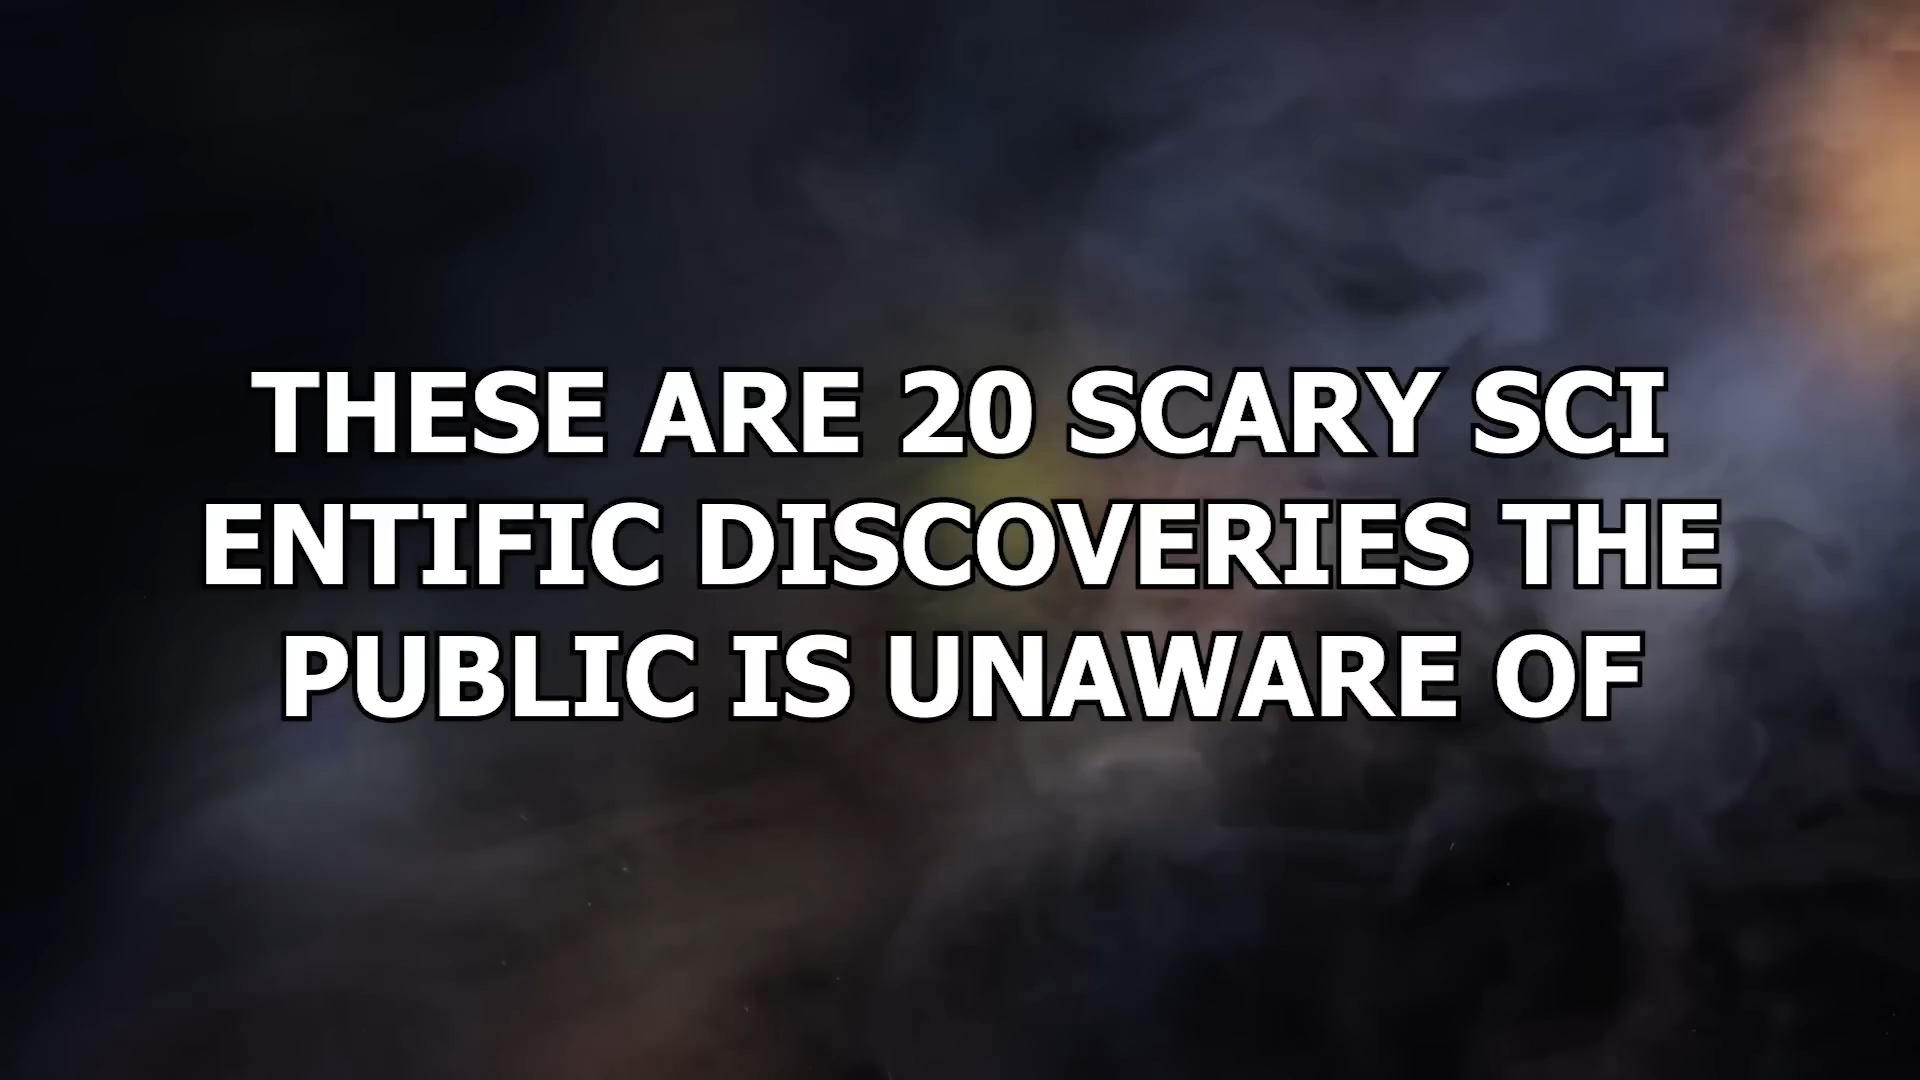 THESE ARE 20 SCARY SCI
ENTIFIC DISCOVERIES THE
PUBLIC IS UNAWARE OF